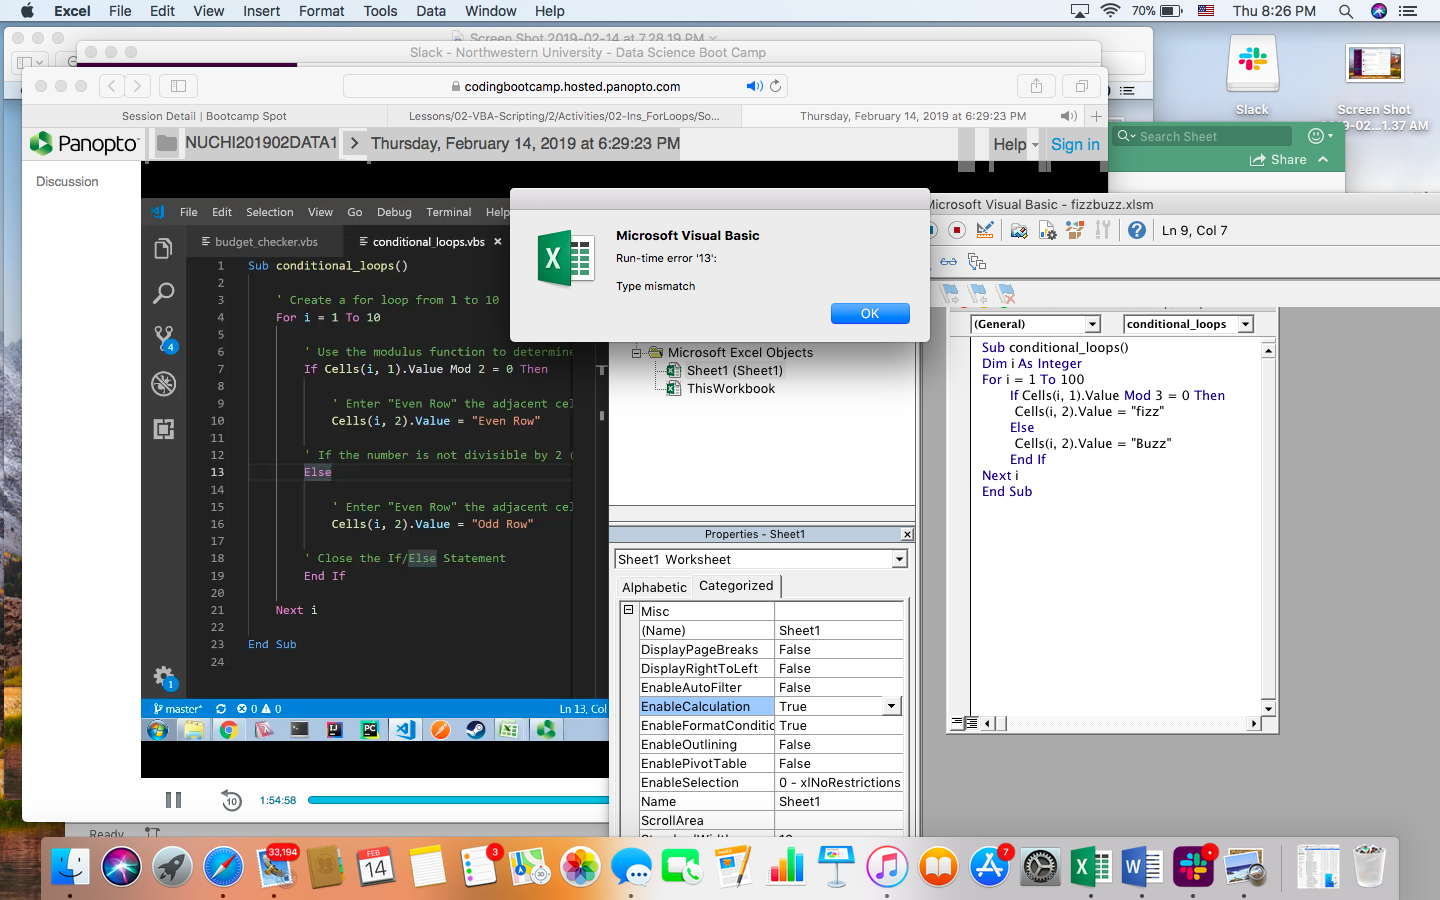 Excel File Edit View Insert Format Tools Data Window Help 70% Thu 8:26 PM
Screen Shot 2019-02-14 at 7.28.19 PM
Slack - Northwestern University - Data Science Boot Camp
codingbootcamp.hosted.panopto.com
Session Detail | Bootcamp Spot
Lessons/02-VBA-Scripting/2/Activities/02-Ins_ForLoops/So...
Thursday, February 14, 2019 at 6:29:23 PM
Panopto NUCHI201902DATA1 > Thursday, February 14, 2019 at 6:29:23 PM Help Sign in
Discussion
File Edit Selection View Go Debug Terminal Help
budget_checker.vbs
conditional_loops.vbs ×
1 Sub conditional_loops()
2
3 ' Create a for loop from 1 to 10
4 For i = 1 To 10
5
6 ' Use the modulus function to determine
7 If Cells(i, 1).Value Mod 2 = 0 Then
8
9 ' Enter "Even Row" the adjacent cel
10 Cells(i, 2).Value = "Even Row"
11
12 ' If the number is not divisible by 2 (
13 Else
14
15 ' Enter "Even Row" the adjacent cel
16 Cells(i, 2).Value = "Odd Row"
17
18 ' Close the If/Else Statement
19 End If
20
21 Next i
22
23 End Sub
24
4
1
master* 0 0 Ln 13, Col
10 1:54:58
Ready
Microsoft Visual Basic
Run-time error '13':
Type mismatch
OK
Slack
Screen Shot
2019-02...1.37 AM
Search Sheet
Share
Microsoft Visual Basic - fizzbuzz.xlsm
Ln 9, Col 7
Microsoft Excel Objects
Sheet1 (Sheet1)
ThisWorkbook
Properties - Sheet1
Sheet1 Worksheet
Alphabetic Categorized
Misc
(Name) Sheet1
DisplayPageBreaks False
DisplayRightToLeft False
EnableAutoFilter False
EnableCalculation True
EnableFormatConditic True
EnableOutlining False
EnablePivotTable False
EnableSelection 0 - xlNoRestrictions
Name Sheet1
ScrollArea
(General) conditional_loops
Sub conditional_loops()
Dim i As Integer
For i = 1 To 100
If Cells(i, 1).Value Mod 3 = 0 Then
Cells(i, 2).Value = "fizz"
Else
Cells(i, 2).Value = "Buzz"
End If
Next i
End Sub
33,194
FEB
14
3
7